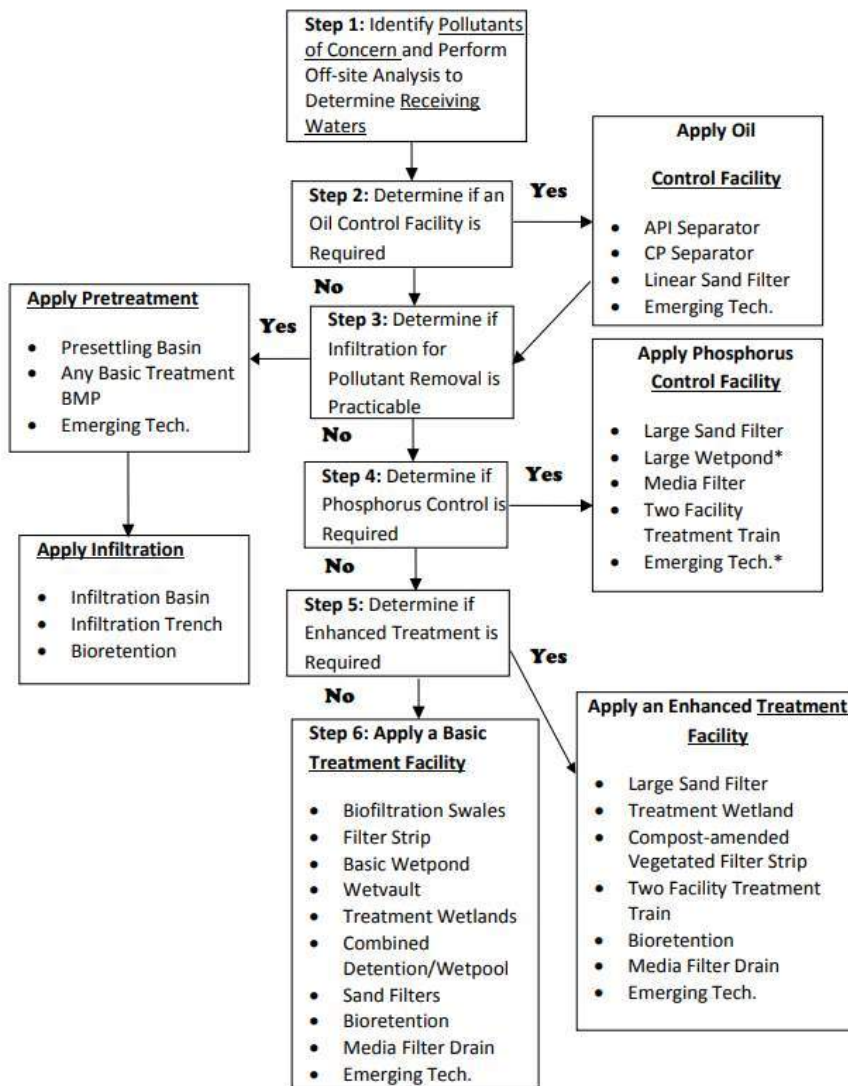 Step 1: Identify Pollutants
of Concern and Perform
Off-site Analysis to
Determine Receiving
Waters
Apply Oil
Control Facility
• API Separator
• CP Separator
• Linear Sand Filter
• Emerging Tech.
Step 2: Determine if an
Oil Control Facility is
Required
Yes
No
Apply Pretreatment
• Presettling Basin
• Any Basic Treatment
BMP
• Emerging Tech.
Yes
Step 3: Determine if
Infiltration for
Pollutant Removal is
Practicable
No
Apply Phosphorus
Control Facility
• Large Sand Filter
• Large Wetpond*
• Media Filter
• Two Facility
Treatment Train
• Emerging Tech.*
Step 4: Determine if
Phosphorus Control is
Required
Yes
No
Apply Infiltration
• Infiltration Basin
• Infiltration Trench
• Bioretention
Step 5: Determine if
Enhanced Treatment is
Required
Yes
No
Step 6: Apply a Basic
Treatment Facility
• Biofiltration Swales
• Filter Strip
• Basic Wetpond
• Wetvault
• Treatment Wetlands
• Combined
Detention/Wetpool
• Sand Filters
• Bioretention
• Media Filter Drain
• Emerging Tech.
Apply an Enhanced Treatment
Facility
• Large Sand Filter
• Treatment Wetland
• Compost-amended
Vegetated Filter Strip
• Two Facility Treatment
Train
• Bioretention
• Media Filter Drain
• Emerging Tech.